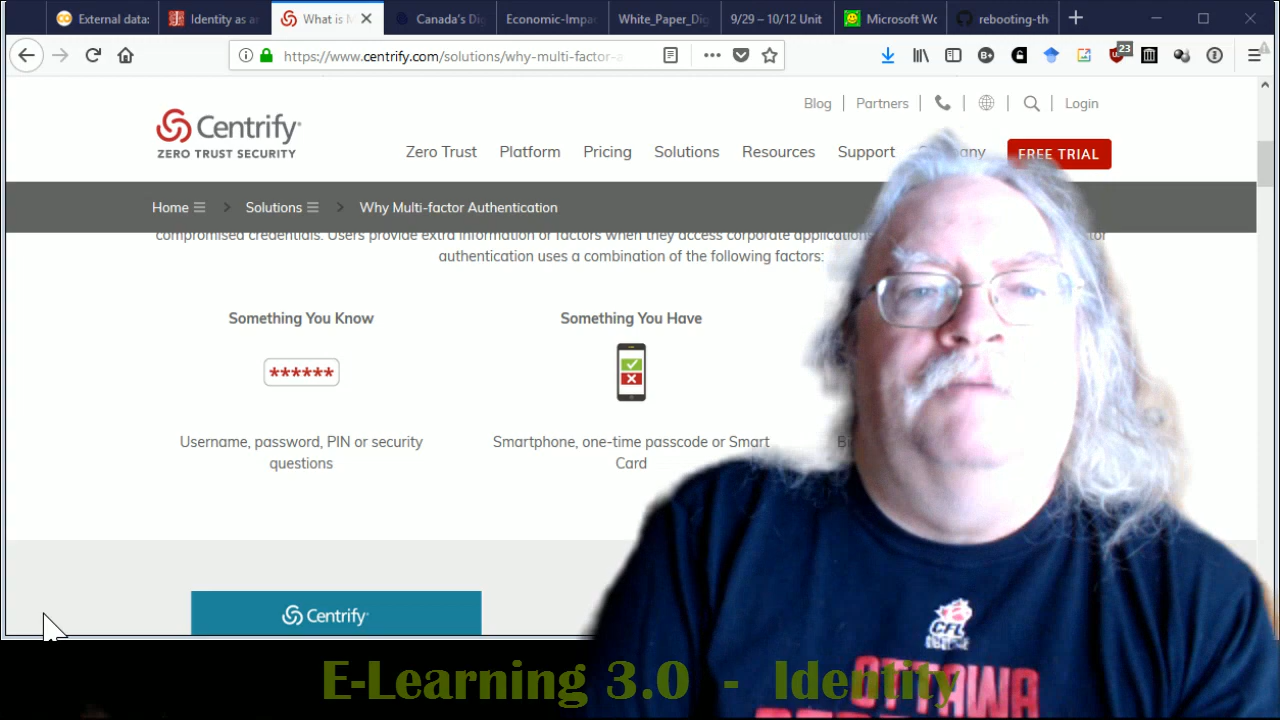 External data:
Identity as an
What is M
Canada's Dig
Economic-Impac
White_Paper_Dig
9/29 – 10/12 Unit
Microsoft Wo
rebooting-th
https://www.centrify.com/solutions/why-multi-factor-a
23
Blog
Partners
Login
Centrify
ZERO TRUST SECURITY
Zero Trust
Platform
Pricing
Solutions
Resources
Support
FREE TRIAL
Home
Solutions
Why Multi-factor Authentication
compromised credentials. Users provide extra information or factors when they access corporate applications
authentication uses a combination of the following factors:
Something You Know
Something You Have
******
Username, password, PIN or security
questions
Smartphone, one-time passcode or Smart
Card
Centrify
CFL
OTTAWA
E-Learning 3.0 - Identity